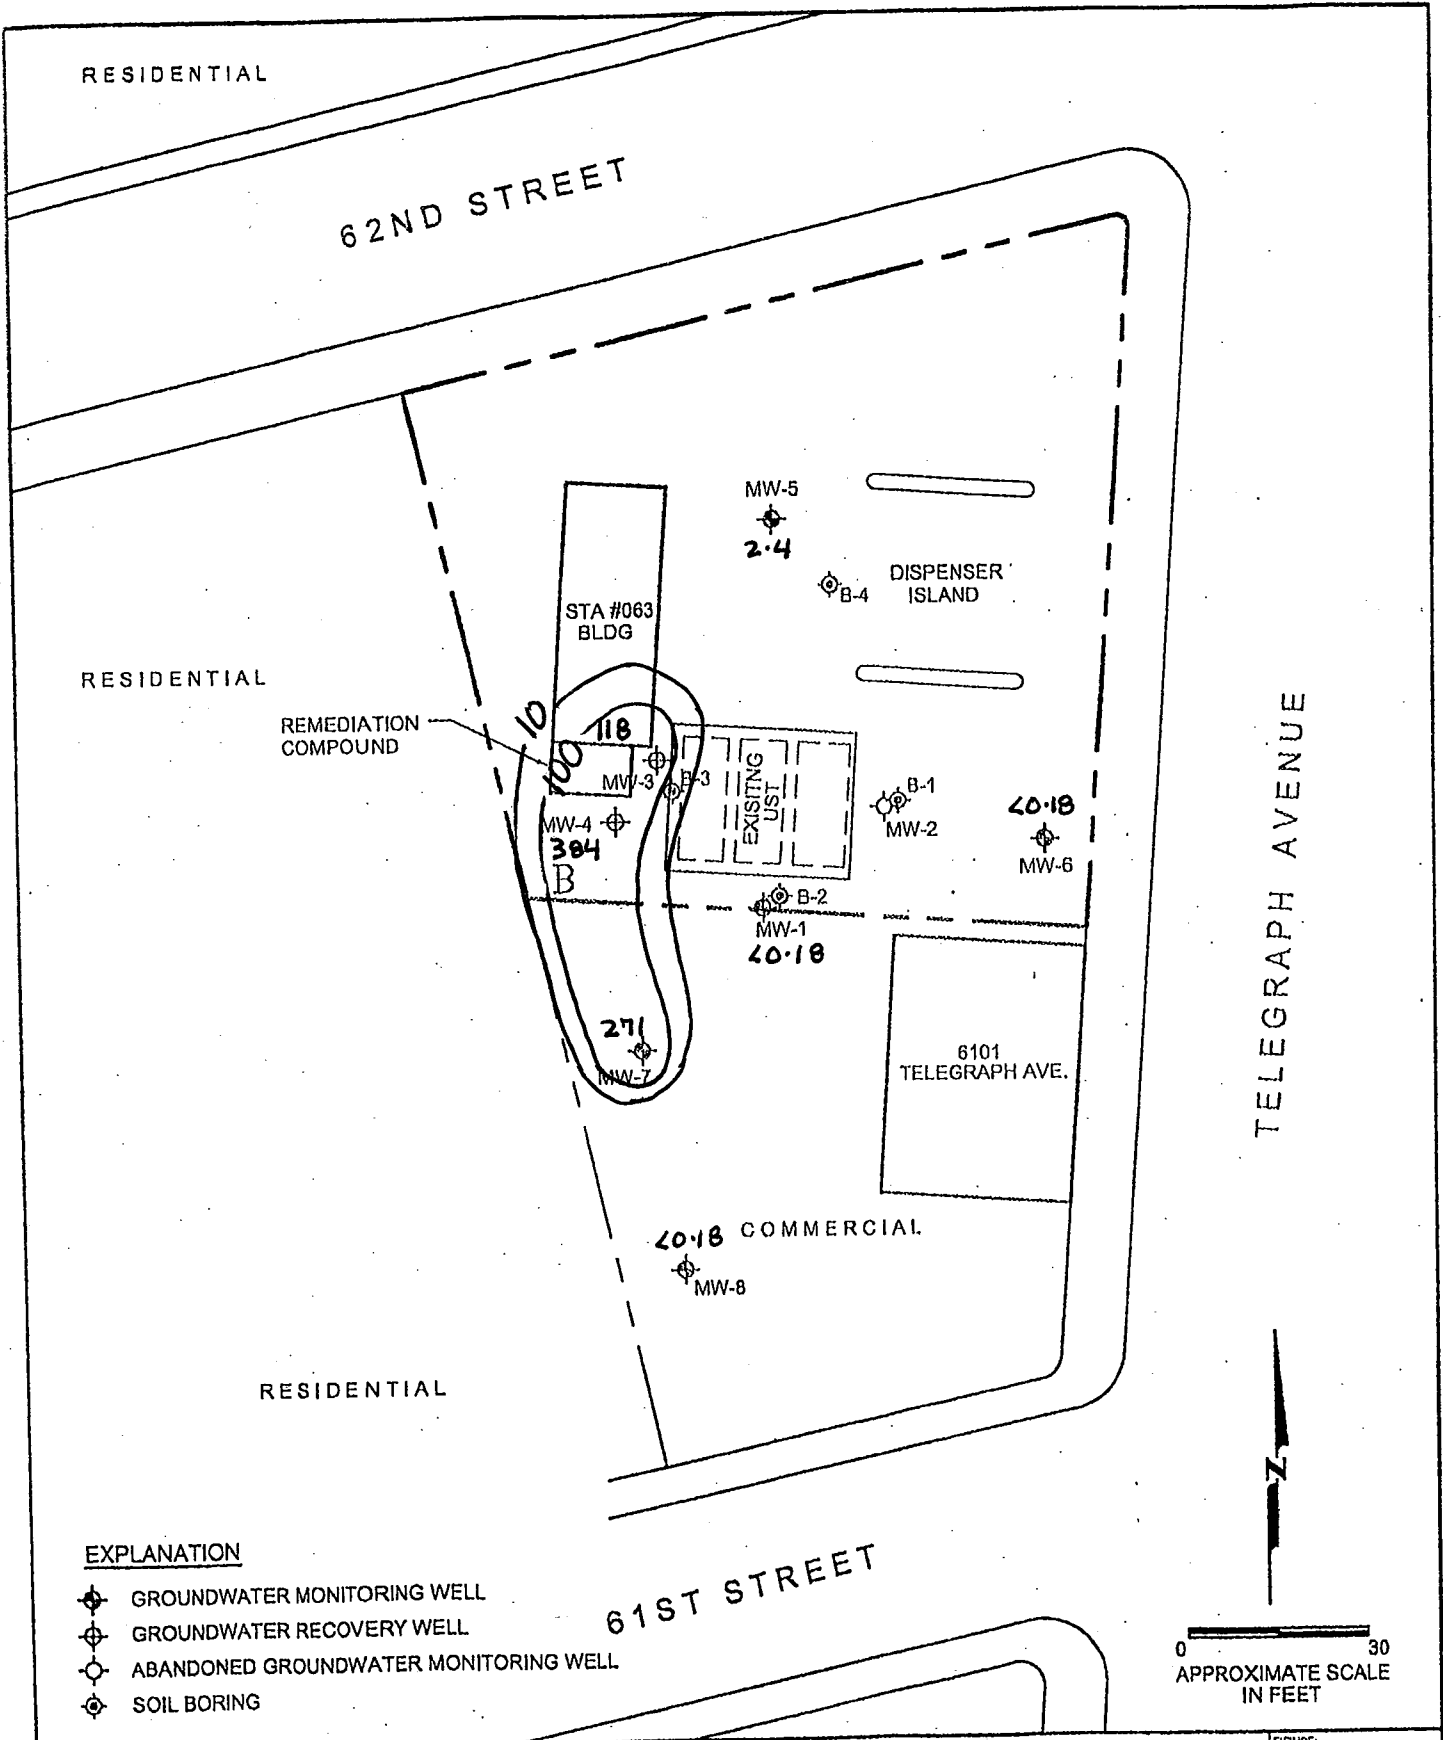 RESIDENTIAL
62ND STREET
MW-5
2.4
B-4
DISPENSER
ISLAND
STA #063
BLDG
RESIDENTIAL
REMEDIATION
COMPOUND
10
100
118
MW-3
B-3
EXISITNG
UST
B-1
MW-2
<0.18
MW-6
MW-4
384
B
B-2
MW-1
<0.18
TELEGRAPH AVENUE
271
MW-7
6101
TELEGRAPH AVE.
<0.18
COMMERCIAL
MW-8
RESIDENTIAL
N
61ST STREET
EXPLANATION
GROUNDWATER MONITORING WELL
GROUNDWATER RECOVERY WELL
ABANDONED GROUNDWATER MONITORING WELL
SOIL BORING
0 30
APPROXIMATE SCALE
IN FEET